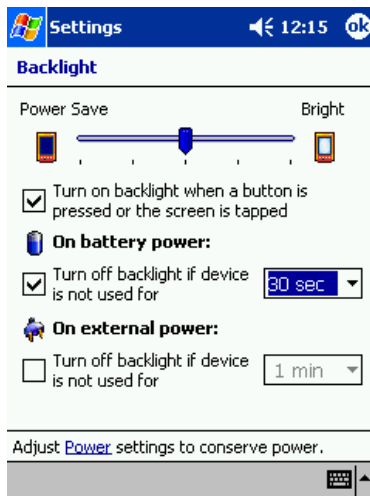 Settings 12:15 ok
Backlight
Power Save Bright
Turn on backlight when a button is
pressed or the screen is tapped
On battery power:
Turn off backlight if device
is not used for 30 sec
On external power:
Turn off backlight if device
is not used for 1 min
Adjust Power settings to conserve power.